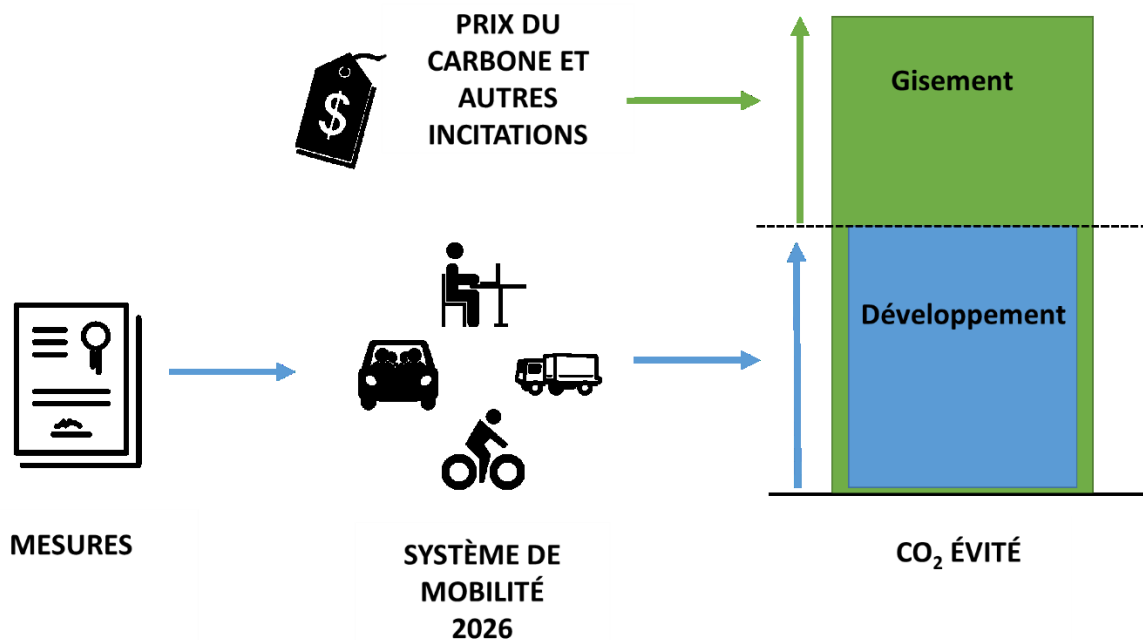 PRIX DU
CARBONE ET
AUTRES
INCITATIONS
$
Gisement
Développement
MESURES
SYSTÈME DE
MOBILITÉ
2026
CO₂ ÉVITÉ